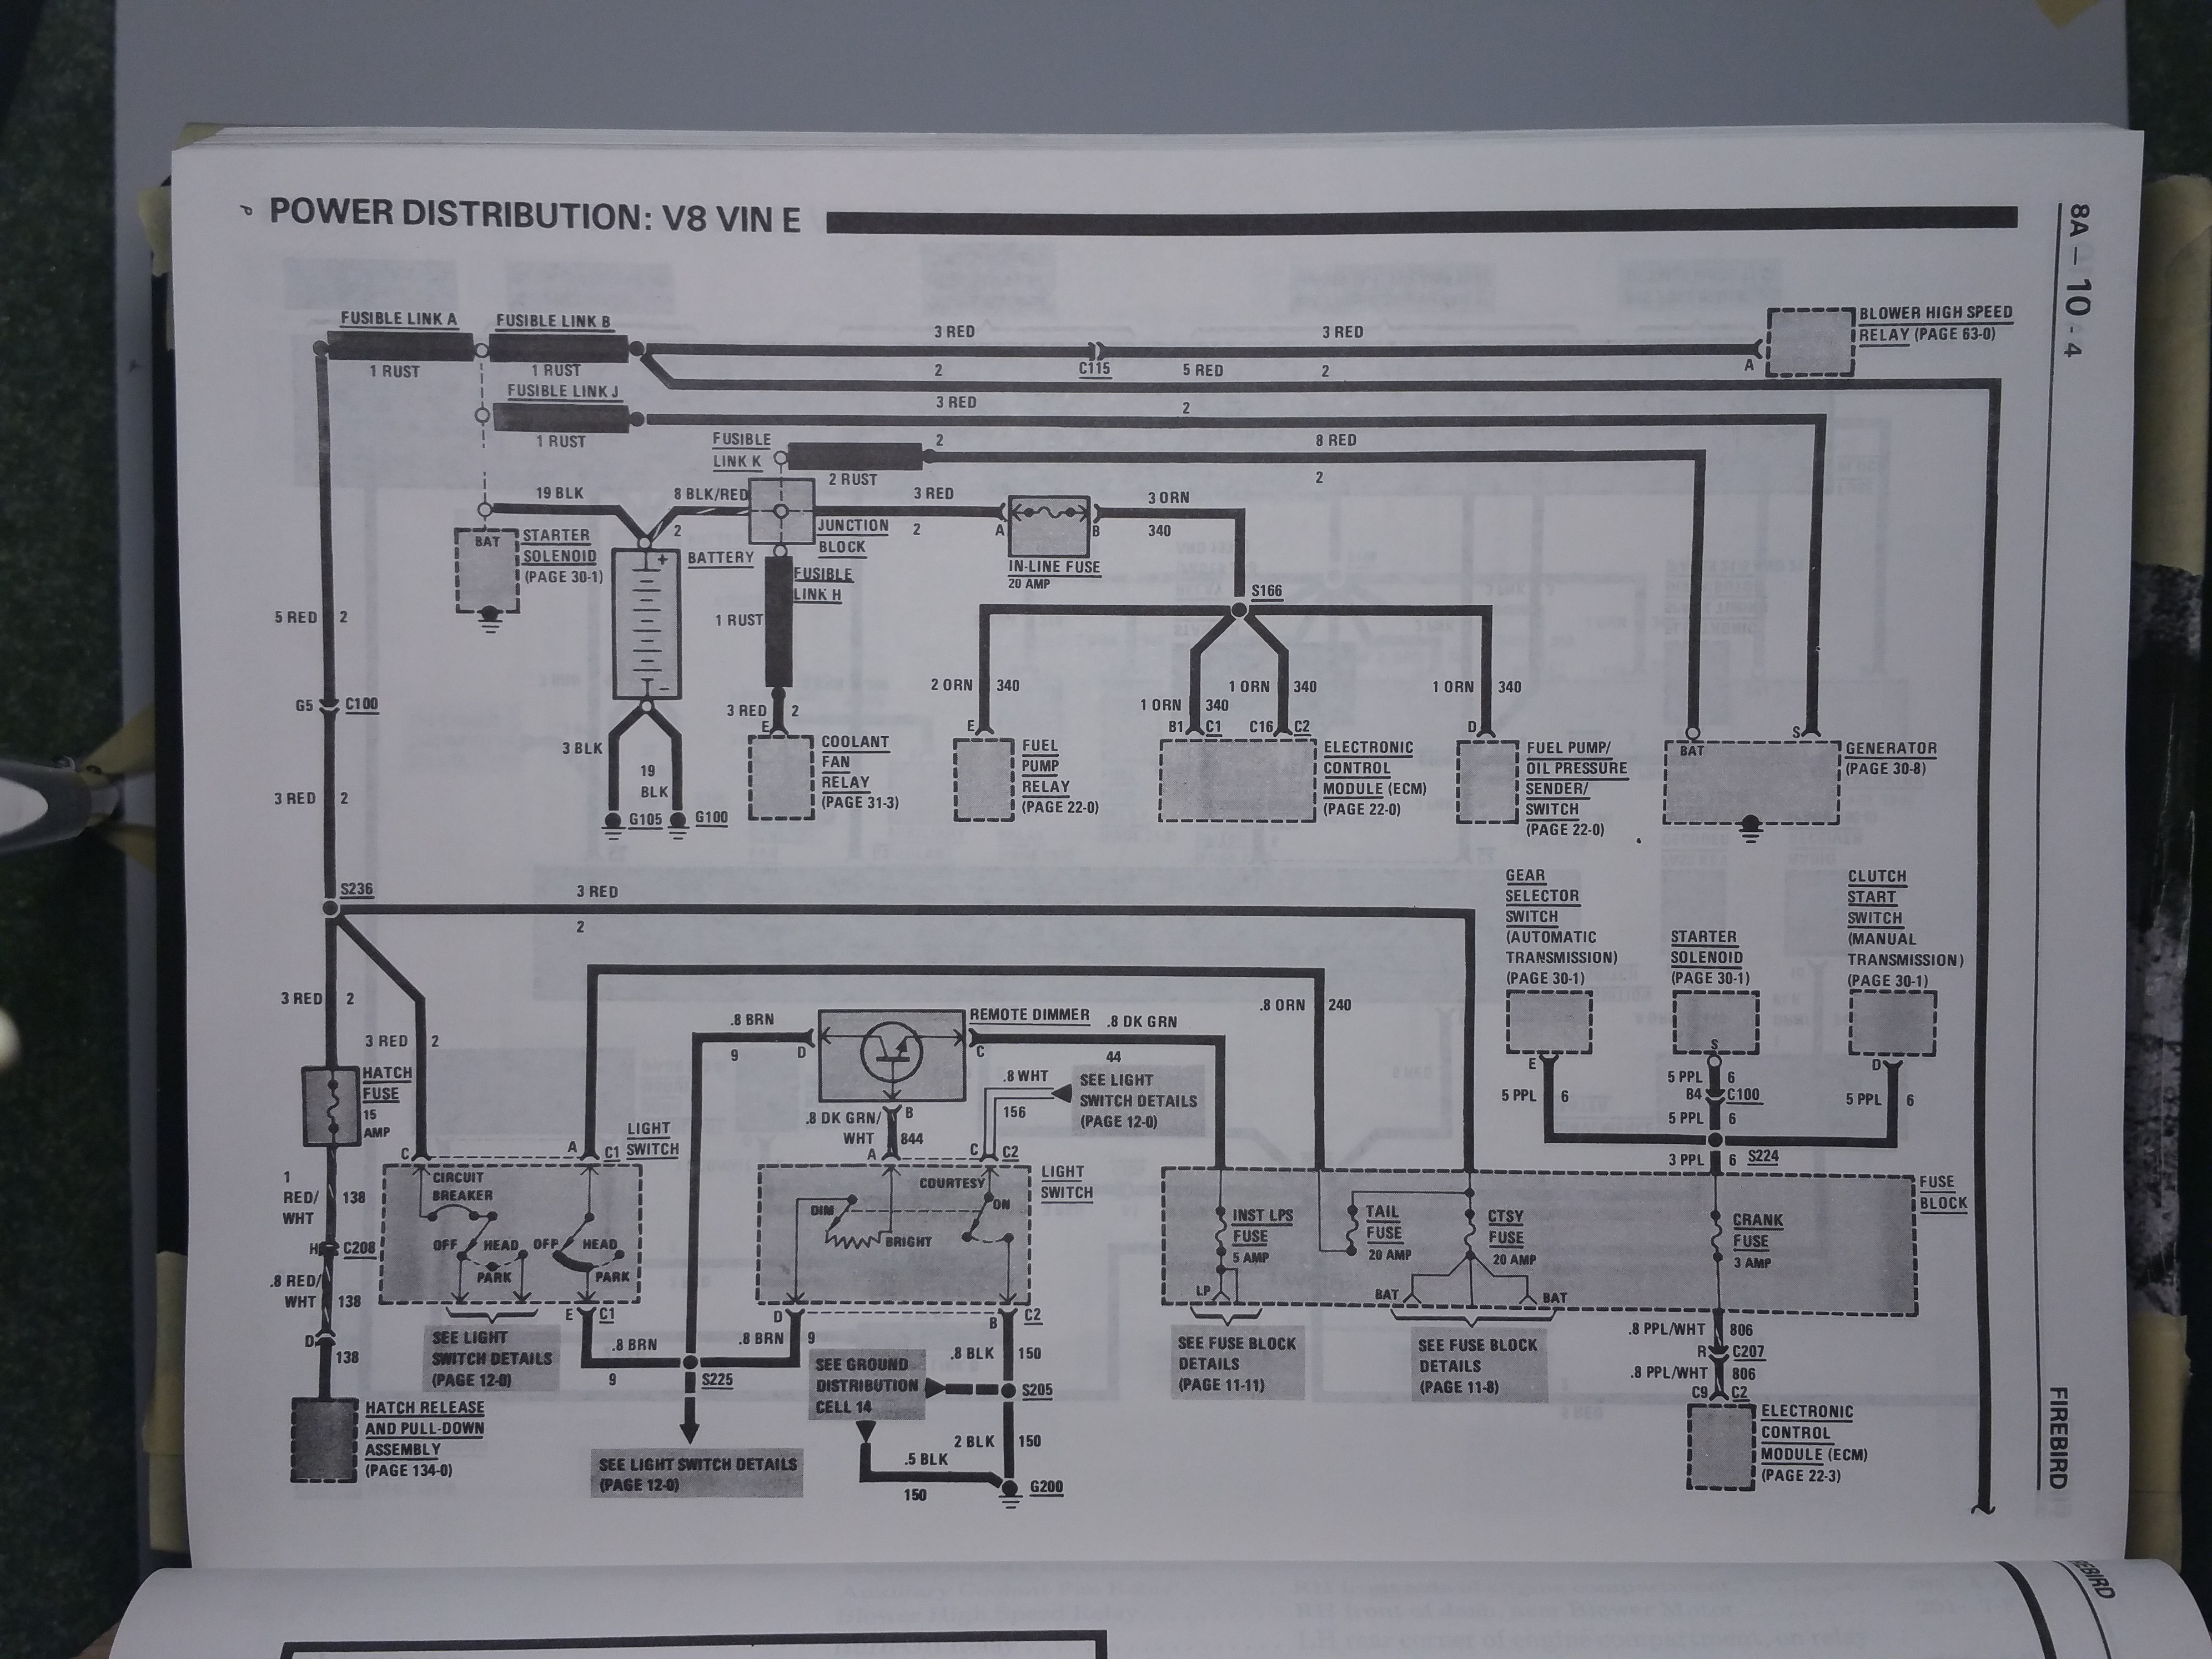 POWER DISTRIBUTION: V8 VIN E
8A - 10 - 4
FIREBIRD
FUSIBLE LINK A
1 RUST
FUSIBLE LINK B
1 RUST
3 RED
2
C115
3 RED
2
5 RED
A
BLOWER HIGH SPEED
RELAY (PAGE 63-0)
FUSIBLE LINK J
1 RUST
3 RED
2
FUSIBLE
LINK K
2 RUST
2
8 RED
2
19 BLK
8 BLK/RED
2
JUNCTION
BLOCK
3 RED
2
A
B
IN-LINE FUSE
20 AMP
3 ORN
340
BAT
STARTER
SOLENOID
(PAGE 30-1)
+
BATTERY
-
FUSIBLE
LINK H
1 RUST
S166
5 RED
2
G5
C100
3 RED
2
3 BLK
19
BLK
G105
G100
3 RED
2
E
COOLANT
FAN
RELAY
(PAGE 31-3)
2 ORN
340
E
FUEL
PUMP
RELAY
(PAGE 22-0)
1 ORN
340
B1
C1
1 ORN
340
C16
C2
ELECTRONIC
CONTROL
MODULE (ECM)
(PAGE 22-0)
1 ORN
340
D
FUEL PUMP/
OIL PRESSURE
SENDER/
SWITCH
(PAGE 22-0)
BAT
S
GENERATOR
(PAGE 30-8)
S236
3 RED
2
3 RED
2
3 RED
2
HATCH
FUSE
15
AMP
.8 ORN
240
GEAR
SELECTOR
SWITCH
(AUTOMATIC
TRANSMISSION)
(PAGE 30-1)
E
5 PPL
6
STARTER
SOLENOID
(PAGE 30-1)
S
5 PPL
6
B4
C100
5 PPL
6
CLUTCH
START
SWITCH
(MANUAL
TRANSMISSION)
(PAGE 30-1)
D
5 PPL
6
3 PPL
6
S224
.8 BRN
9
D
REMOTE DIMMER
C
.8 DK GRN
44
.8 DK GRN/
WHT
B
844
A
.8 WHT
156
SEE LIGHT
SWITCH DETAILS
(PAGE 12-0)
C
C2
C
A
C1
LIGHT
SWITCH
CIRCUIT
BREAKER
OFF
HEAD
PARK
OFF
HEAD
PARK
E
C1
LIGHT
SWITCH
COURTESY
DIM
ON
BRIGHT
D
B
C2
FUSE
BLOCK
INST LPS
FUSE
5 AMP
LP
TAIL
FUSE
20 AMP
CTSY
FUSE
20 AMP
BAT
BAT
CRANK
FUSE
3 AMP
1
RED/
WHT
138
H
C208
.8 RED/
WHT
138
D
138
HATCH RELEASE
AND PULL-DOWN
ASSEMBLY
(PAGE 134-0)
SEE LIGHT
SWITCH DETAILS
(PAGE 12-0)
.8 BRN
9
.8 BRN
9
S225
SEE LIGHT SWITCH DETAILS
(PAGE 12-0)
SEE GROUND
DISTRIBUTION
CELL 14
.8 BLK
150
S205
2 BLK
150
.5 BLK
150
G200
SEE FUSE BLOCK
DETAILS
(PAGE 11-11)
SEE FUSE BLOCK
DETAILS
(PAGE 11-8)
.8 PPL/WHT
806
R
C207
.8 PPL/WHT
806
C9
C2
ELECTRONIC
CONTROL
MODULE (ECM)
(PAGE 22-3)